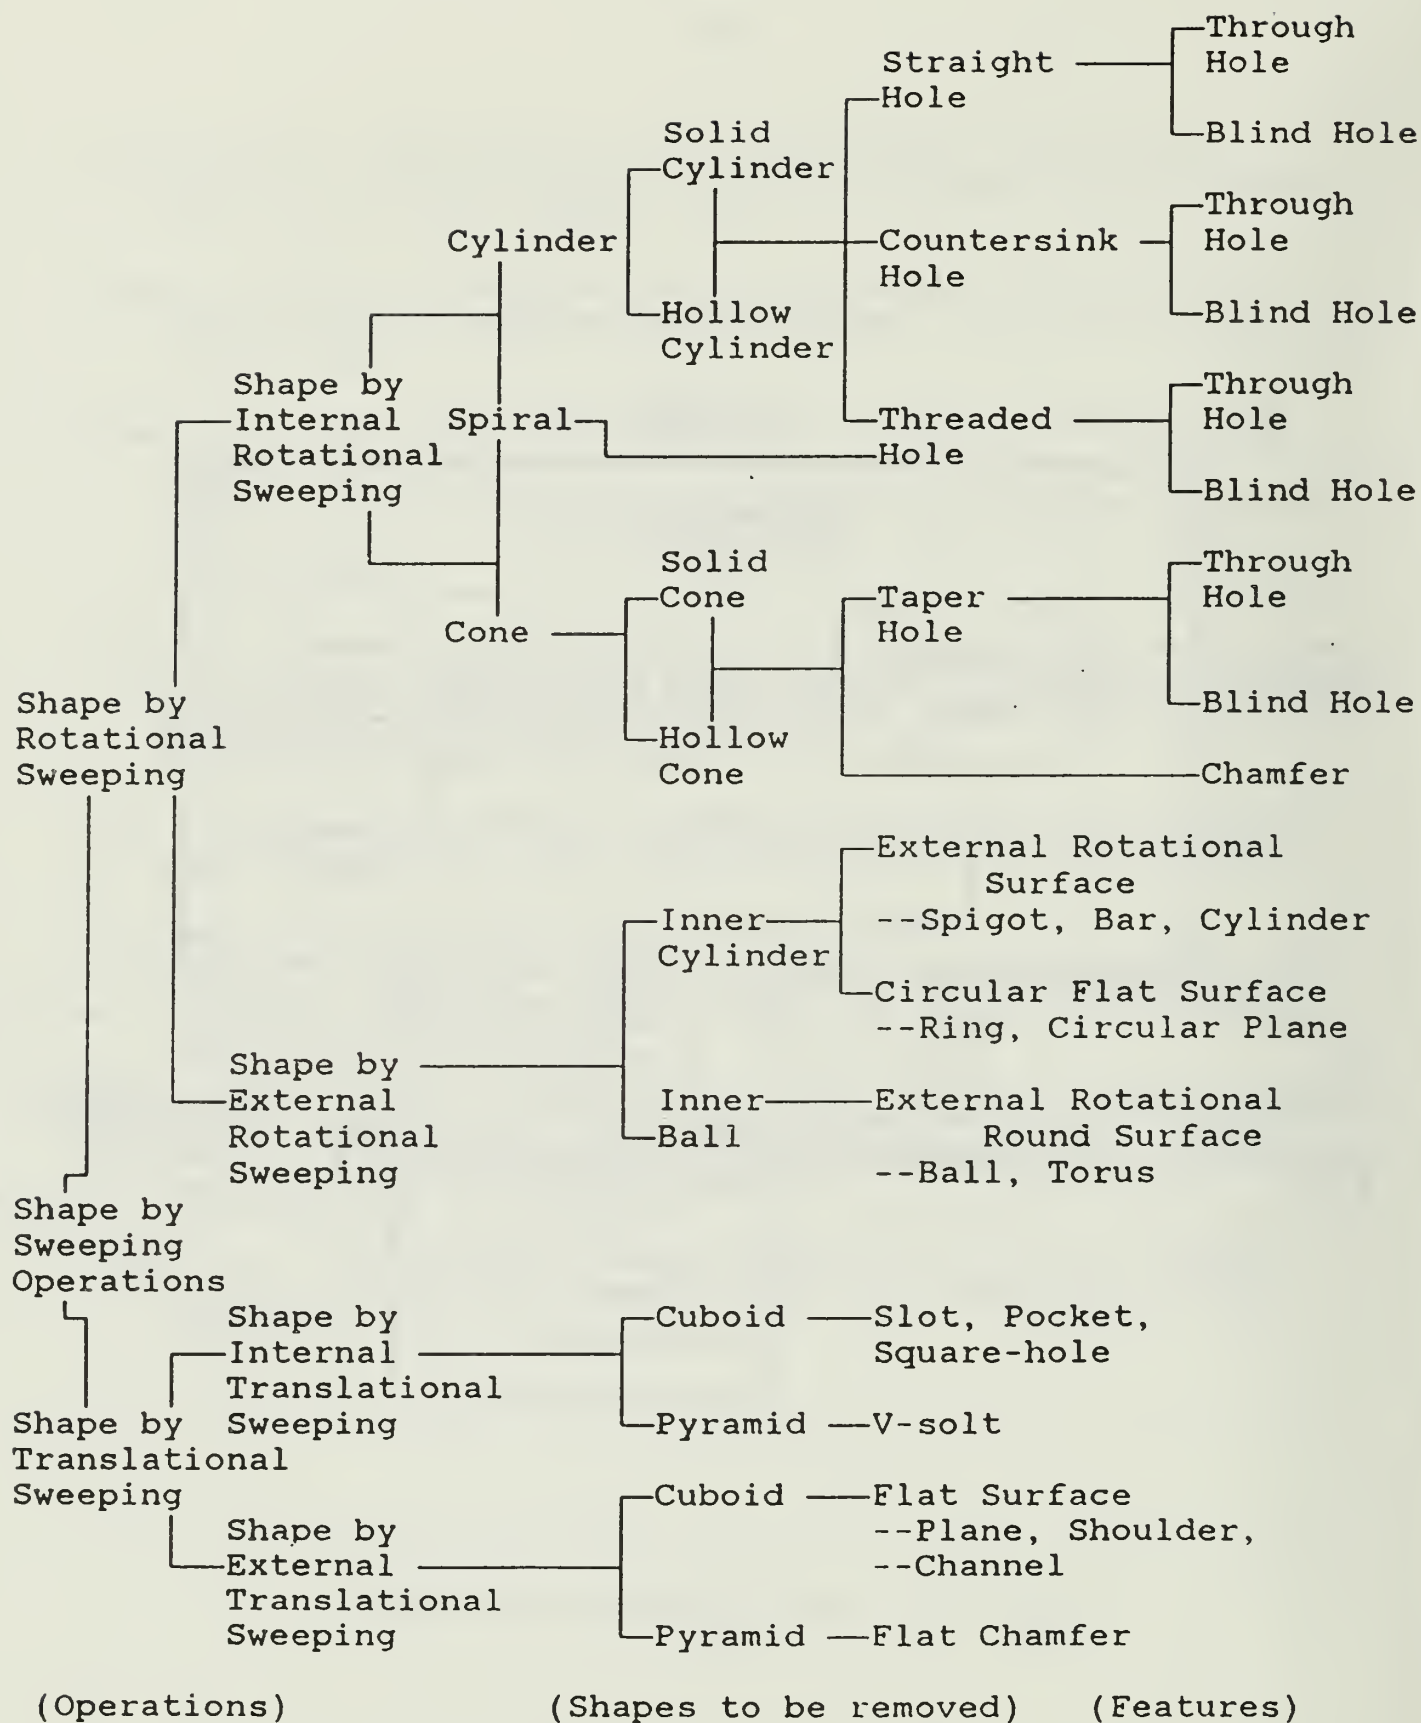 Through
Straight
Hole
Hole
Solid
Blind Hole
Cylinder
Through
Cylinder
Countersink
Hole
Hole
Hollow
Blind Hole
Cylinder
Shape by
Through
Internal
Spiral
Threaded
Hole
Rotational
Hole
Sweeping
Blind Hole
Solid
Through
Cone
Taper
Hole
Cone
Hole
Shape by
Blind Hole
Rotational
Hollow
Sweeping
Cone
Chamfer
External Rotational
Surface
Inner
--Spigot, Bar, Cylinder
Cylinder
Circular Flat Surface
--Ring, Circular Plane
Shape by
External
Inner
External Rotational
Rotational
Ball
Round Surface
Sweeping
--Ball, Torus
Shape by
Sweeping
Operations
Shape by
Cuboid
Slot, Pocket,
Internal
Square-hole
Translational
Shape by
Sweeping
Pyramid
V-solt
Translational
Sweeping
Cuboid
Flat Surface
Shape by
--Plane, Shoulder,
External
--Channel
Translational
Sweeping
Pyramid
Flat Chamfer
(Operations)
(Shapes to be removed)
(Features)